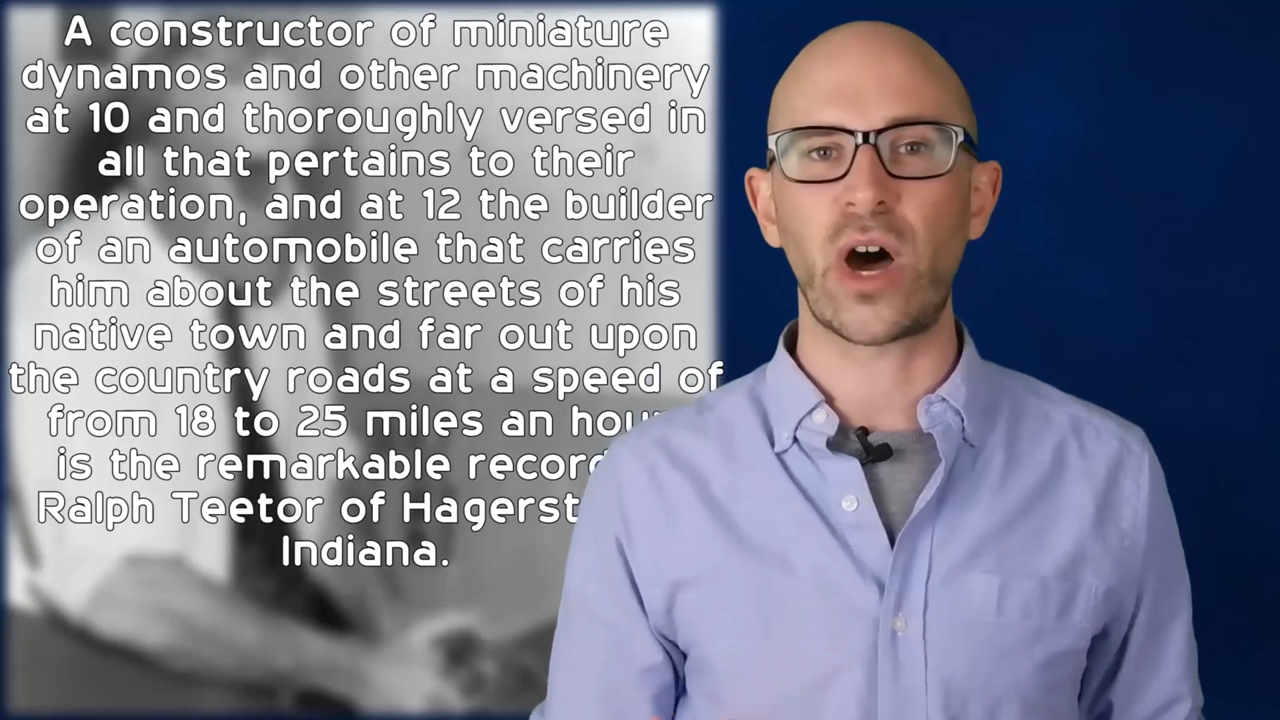 A constructor of miniature
dynamos and other machinery
at 10 and thoroughly versed in
all that pertains to their
operation, and at 12 the builder
of an automobile that carries
him about the streets of his
native town and far out upon
the country roads at a speed of
from 18 to 25 miles an hour
is the remarkable record
Ralph Teetor of Hagerst
Indiana.